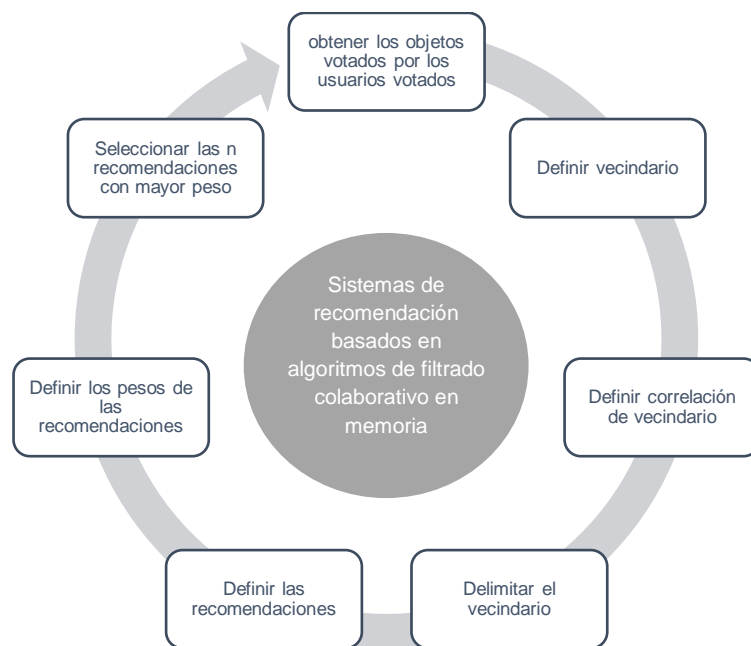 obtener los objetos
votados por los
usuarios votados
Definir vecindario
Definir correlación
de vecindario
Delimitar el
vecindario
Definir las
recomendaciones
Definir los pesos de
las
recomendaciones
Seleccionar las n
recomendaciones
con mayor peso
Sistemas de
recomendación
basados en
algoritmos de filtrado
colaborativo en
memoria